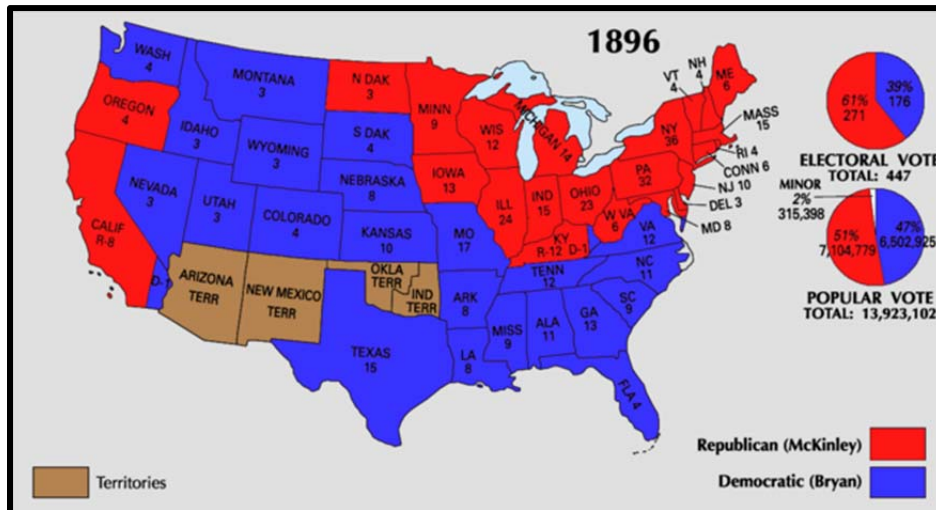 1896
WASH
4
OREGON
4
CALIF
R-8
D-1
NEVADA
3
IDAHO
3
MONTANA
3
WYOMING
3
UTAH
3
COLORADO
4
ARIZONA
TERR
NEW MEXICO
TERR
N DAK
3
S DAK
4
NEBRASKA
8
KANSAS
10
OKLA
TERR
IND
TERR
TEXAS
15
MINN
9
IOWA
13
MO
17
ARK
8
LA
8
WIS
12
ILL
24
MICHIGAN 14
IND
15
OHIO
23
KY
R-12 D-1
TENN
12
MISS
9
ALA
11
GA
13
FLA 4
SC
9
NC
11
VA
12
W VA
6
PA
32
NY
36
VT
4
NH
4
ME
6
MASS
15
RI 4
CONN 6
NJ 10
DEL 3
MD 8
61%
271
39%
176
ELECTORAL VOTE
TOTAL: 447
MINOR
2%
315,398
51%
7,104,779
47%
6,502,925
POPULAR VOTE
TOTAL: 13,923,102
Republican (McKinley)
Democratic (Bryan)
Territories